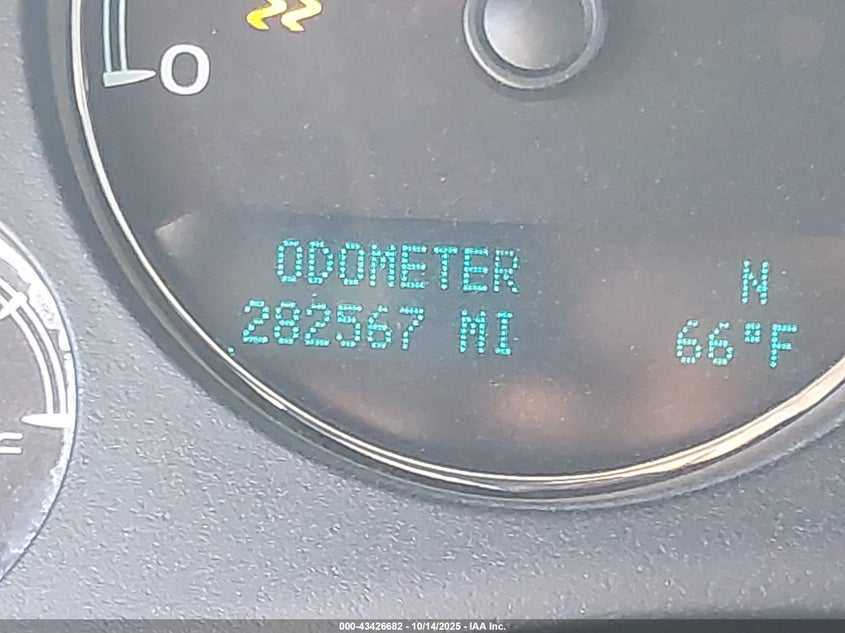 0
ODOMETER
282567 MI
N
66°F
000-43426682 - 10/14/2025 - IAA Inc.